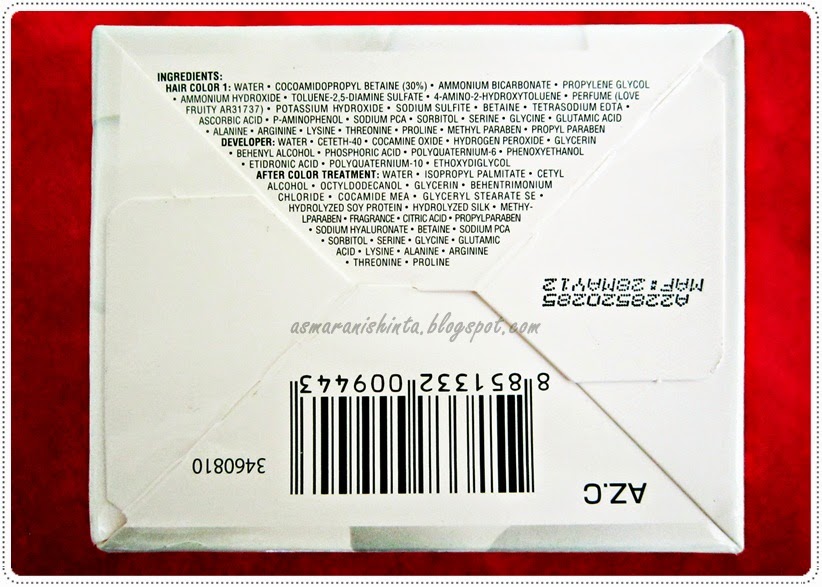 INGREDIENTS:
HAIR COLOR 1: WATER • COCOAMIDOPROPYL BETAINE (30%) • AMMONIUM BICARBONATE • PROPYLENE GLYCOL
• AMMONIUM HYDROXIDE • TOLUENE-2,5-DIAMINE SULFATE • 4-AMINO-2-HYDROXYTOLUENE • PERFUME (LOVE
FRUITY AR31737) • POTASSIUM HYDROXIDE • SODIUM SULFITE • BETAINE • TETRASODIUM EDTA •
ASCORBIC ACID • P-AMINOPHENOL • SODIUM PCA • SORBITOL • SERINE • GLYCINE • GLUTAMIC ACID
• ALANINE • ARGININE • LYSINE • THREONINE • PROLINE • METHYL PARABEN • PROPYL PARABEN
DEVELOPER: WATER • CETETH-40 • COCAMINE OXIDE • HYDROGEN PEROXIDE • GLYCERIN
• BEHENYL ALCOHOL • PHOSPHORIC ACID • POLYQUATERNIUM-6 • PHENOXYETHANOL
• ETIDRONIC ACID • POLYQUATERNIUM-10 • ETHOXYDIGLYCOL
AFTER COLOR TREATMENT: WATER • ISOPROPYL PALMITATE • CETYL
ALCOHOL • OCTYLDODECANOL • GLYCERIN • BEHENTRIMONIUM
CHLORIDE • COCAMIDE MEA • GLYCERYL STEARATE SE •
HYDROLYZED SOY PROTEIN • HYDROLYZED SILK • METHY-
LPARABEN • FRAGRANCE • CITRIC ACID • PROPYLPARABEN
• SODIUM HYALURONATE • BETAINE • SODIUM PCA
• SORBITOL • SERINE • GLYCINE • GLUTAMIC
ACID • LYSINE • ALANINE • ARGININE
• THREONINE • PROLINE
A228520285
MAF:28MAY12
asmaranishinta.blogspot.com
8 851332 009443
3460810
AZ.C